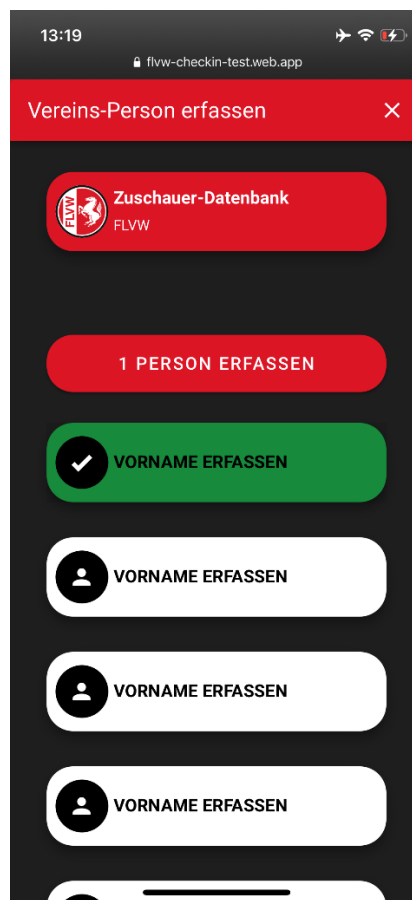 13:19
flvw-checkin-test.web.app
Vereins-Person erfassen
FLVW
Zuschauer-Datenbank
FLVW
1 PERSON ERFASSEN
VORNAME ERFASSEN
VORNAME ERFASSEN
VORNAME ERFASSEN
VORNAME ERFASSEN